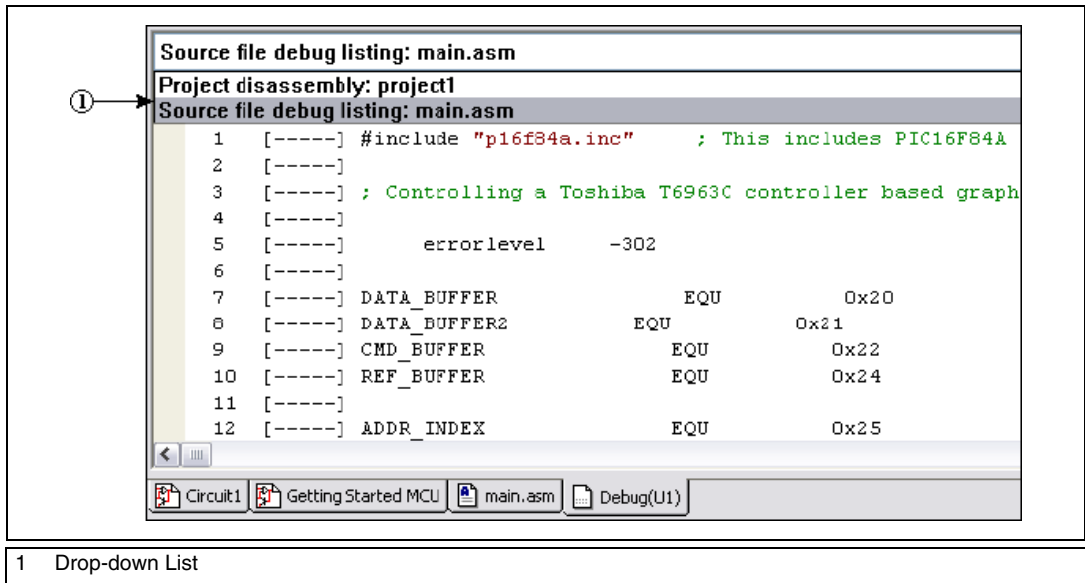 Source file debug listing: main.asm
Project disassembly: project1
① Source file debug listing: main.asm
1 [-----] #include "p16f84a.inc" ; This includes PIC16F84A
2 [-----]
3 [-----] ; Controlling a Toshiba T6963C controller based graph
4 [-----]
5 [-----] errorlevel -302
6 [-----]
7 [-----] DATA_BUFFER EQU 0x20
8 [-----] DATA_BUFFER2 EQU 0x21
9 [-----] CMD_BUFFER EQU 0x22
10 [-----] REF_BUFFER EQU 0x24
11 [-----]
12 [-----] ADDR_INDEX EQU 0x25
Circuit1 Getting Started MCU main.asm Debug(U1)
1 Drop-down List